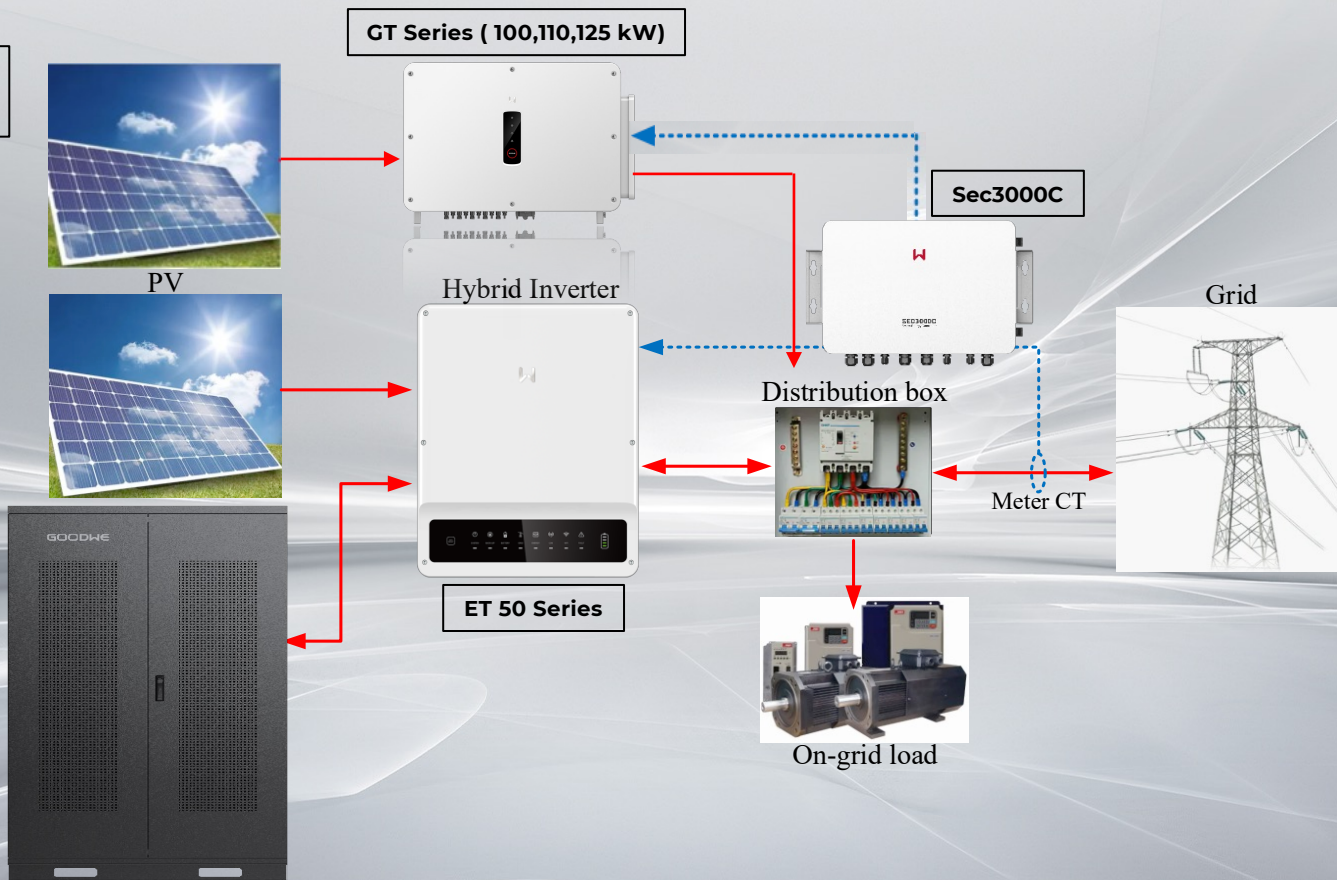 GT Series ( 100,110,125 kW)
Sec3000C
PV
Hybrid Inverter
SEC3000C
Grid
Distribution box
Meter CT
GOODWE
ET 50 Series
On-grid load